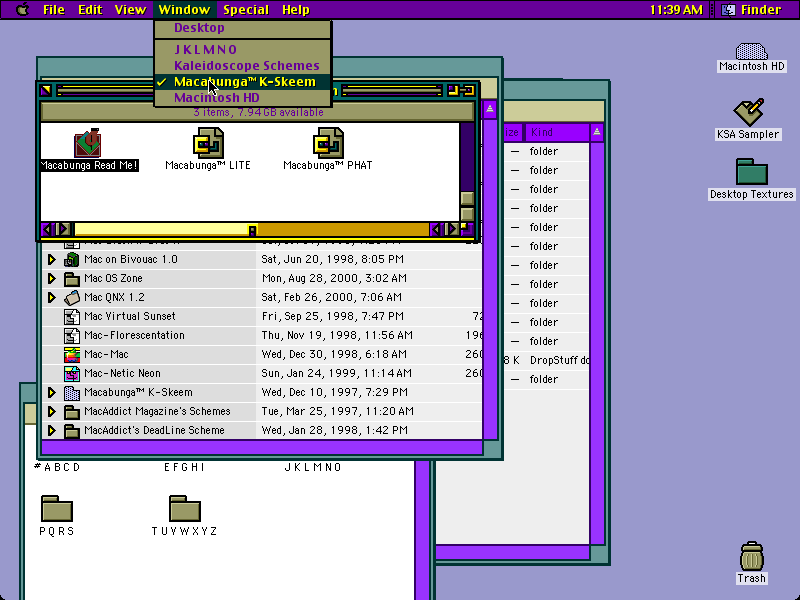 File Edit View Window Special Help 11:39 AM Finder
Desktop
J K L M N O
Kaleidoscope Schemes
✓ Macabunga™ K-Skeem
Macintosh HD
3 items, 7.94 GB available
Macabunga Read Me! Macabunga™ LITE Macabunga™ PHAT
Mac on Bivouac 1.0 Sat, Jun 20, 1998, 8:05 PM
Mac OS Zone Mon, Aug 28, 2000, 3:02 AM
Mac QNX 1.2 Sat, Feb 26, 2000, 7:06 AM
Mac Virtual Sunset Fri, Sep 25, 1998, 7:47 PM 72
Mac-Florescentation Thu, Nov 19, 1998, 11:56 AM 196
Mac-Mac Wed, Dec 30, 1998, 6:18 AM 260
Mac-Netic Neon Sun, Jan 24, 1999, 11:14 AM 260
Macabunga™ K-Skeem Wed, Dec 10, 1997, 7:29 PM
MacAddict Magazine's Schemes Tue, Mar 25, 1997, 11:20 AM
MacAddict's DeadLine Scheme Wed, Jan 28, 1998, 1:42 PM
# A B C D E F G H I J K L M N O
P Q R S T U Y W X Y Z
ize Kind
— folder
— folder
— folder
— folder
— folder
— folder
— folder
— folder
— folder
— folder
— folder
8 K DropStuff do
— folder
Macintosh HD
KSA Sampler
Desktop Textures
Trash